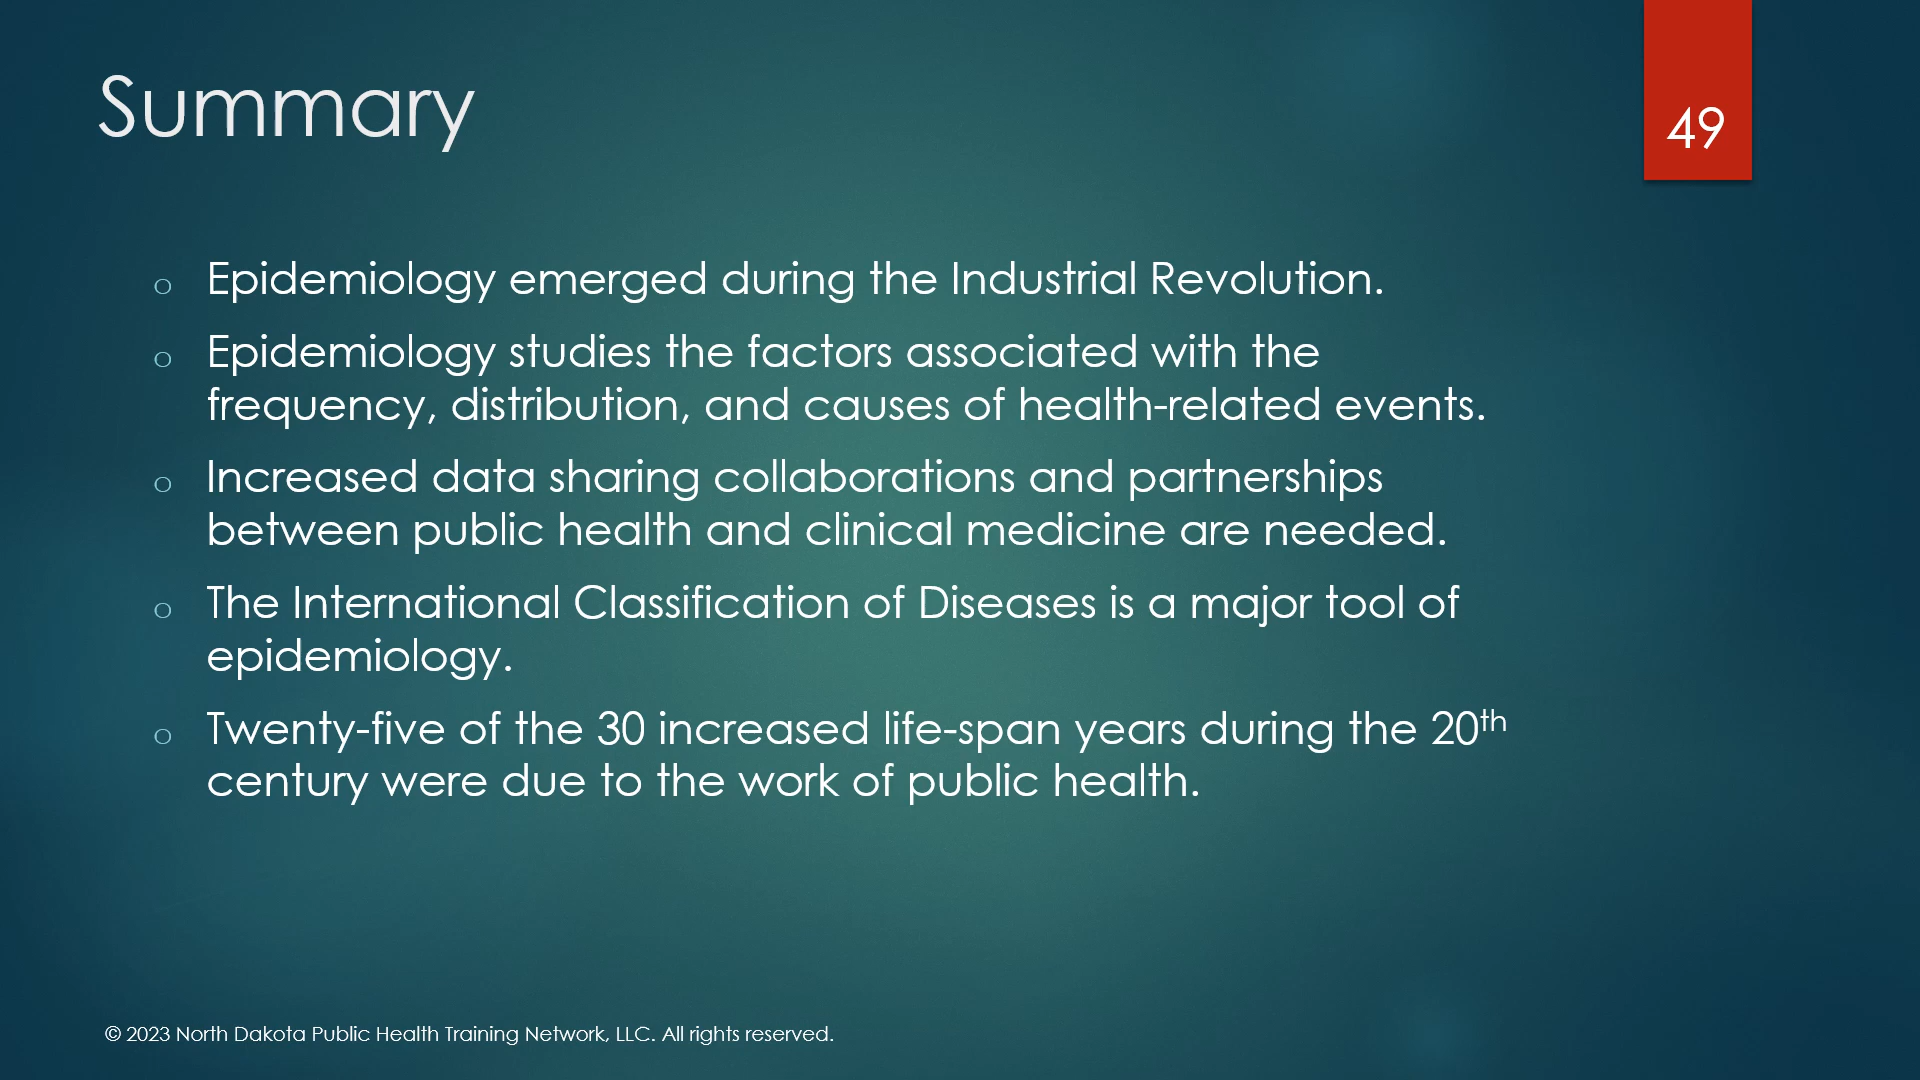 Summary
49
o Epidemiology emerged during the Industrial Revolution.
o Epidemiology studies the factors associated with the
frequency, distribution, and causes of health-related events.
o Increased data sharing collaborations and partnerships
between public health and clinical medicine are needed.
o The International Classification of Diseases is a major tool of
epidemiology.
o Twenty-five of the 30 increased life-span years during the 20th
century were due to the work of public health.
© 2023 North Dakota Public Health Training Network, LLC. All rights reserved.